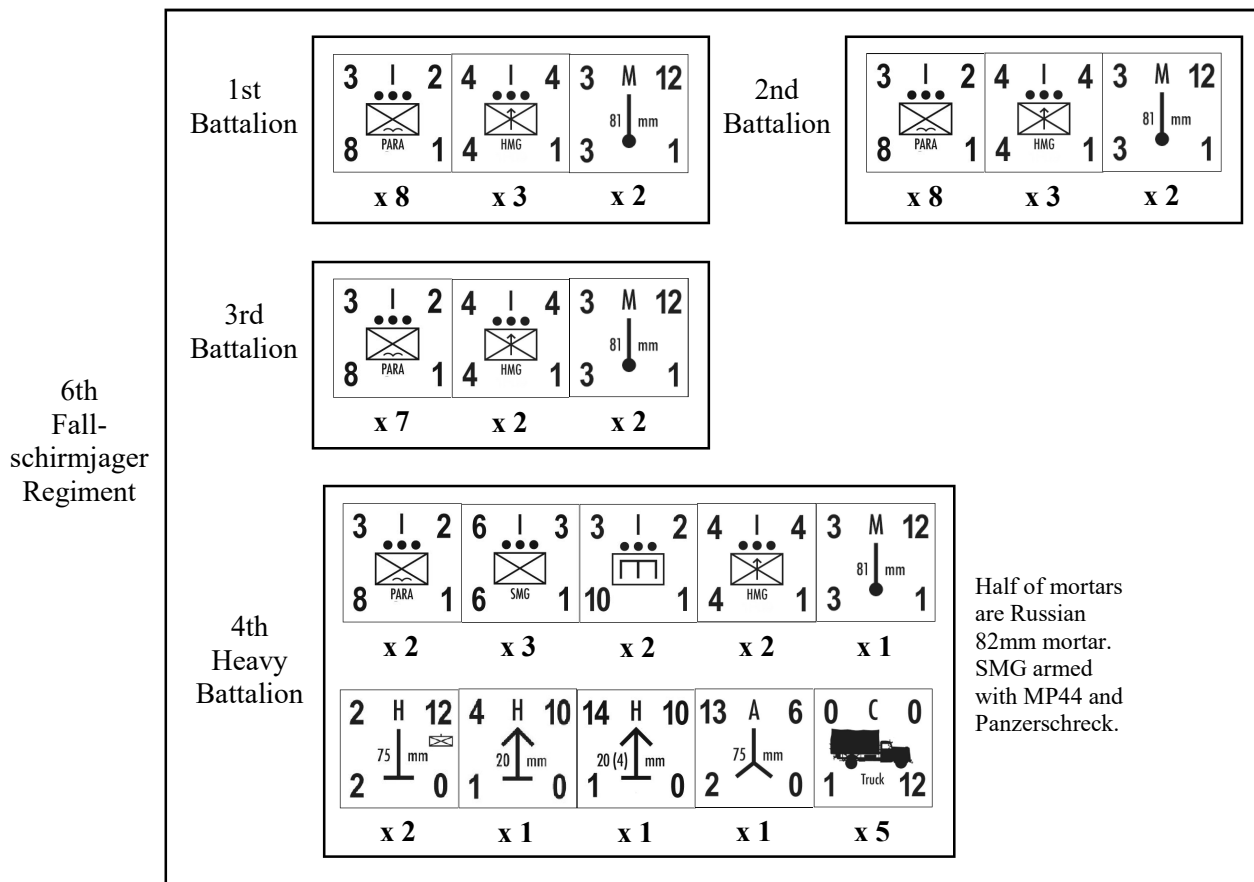 1st
Battalion
3 I 2
PARA
8 1
x 8
4 I 4
HMG
4 1
x 3
3 M 12
81 mm
3 1
x 2
2nd
Battalion
3 I 2
PARA
8 1
x 8
4 I 4
HMG
4 1
x 3
3 M 12
81 mm
3 1
x 2
3rd
Battalion
3 I 2
PARA
8 1
x 7
4 I 4
HMG
4 1
x 2
3 M 12
81 mm
3 1
x 2
6th
Fall-
schirmjager
Regiment
4th
Heavy
Battalion
3 I 2
PARA
8 1
x 2
6 I 3
SMG
6 1
x 3
3 I 2
10 1
x 2
4 I 4
HMG
4 1
x 2
3 M 12
81 mm
3 1
x 1
2 H 12
75 mm
2 0
x 2
4 H 10
20 mm
1 0
x 1
14 H 10
20 (4) mm
1 0
x 1
13 A 6
75 mm
2 0
x 1
0 C 0
Truck
1 12
x 5
Half of mortars
are Russian
82mm mortar.
SMG armed
with MP44 and
Panzerschreck.